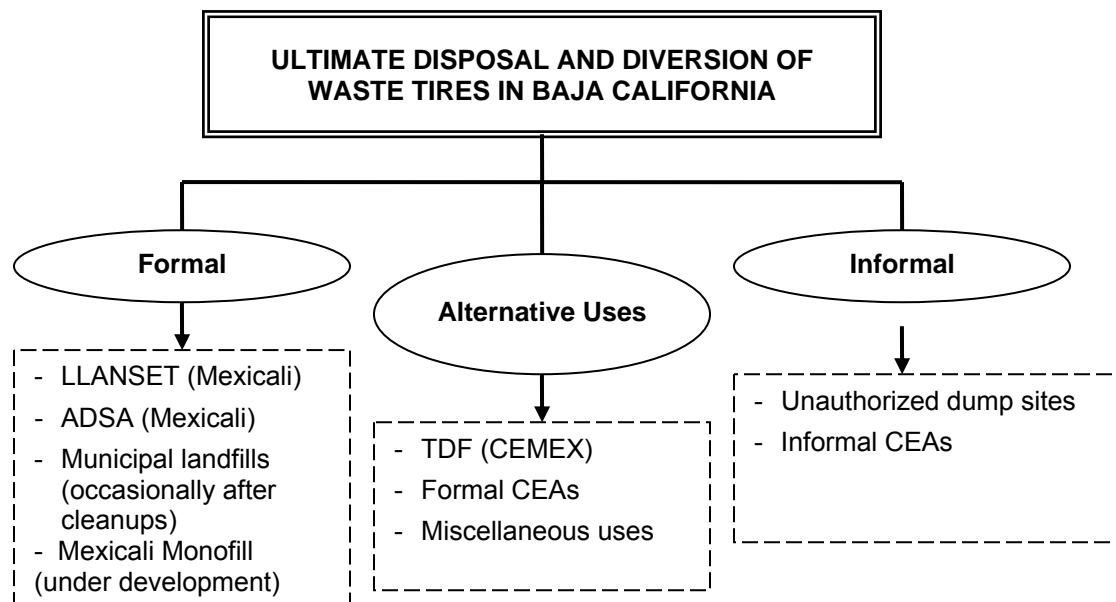 ULTIMATE DISPOSAL AND DIVERSION OF
WASTE TIRES IN BAJA CALIFORNIA
Formal
Alternative Uses
Informal
- LLANSET (Mexicali)
- ADSA (Mexicali)
- Municipal landfills
(occasionally after
cleanups)
- Mexicali Monofill
(under development)
- TDF (CEMEX)
- Formal CEAs
- Miscellaneous uses
- Unauthorized dump sites
- Informal CEAs